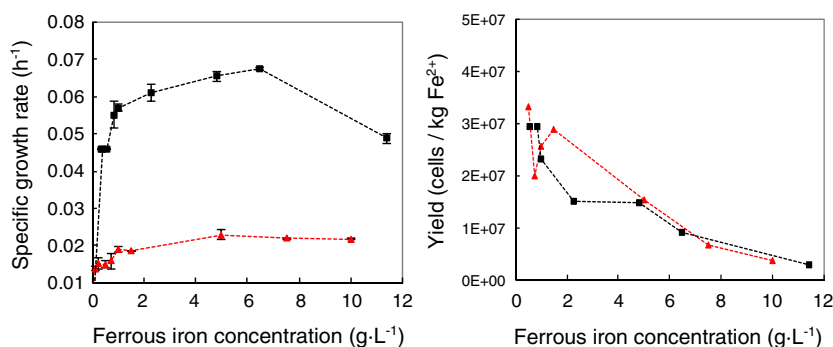 Specific growth rate (h⁻¹)
0.08
0.07
0.06
0.05
0.04
0.03
0.02
0.01
0 2 4 6 8 10 12
Ferrous iron concentration (g·L⁻¹)
Yield (cells / kg Fe²⁺)
5E+07
4E+07
3E+07
2E+07
1E+07
0E+00
0 2 4 6 8 10 12
Ferrous iron concentration (g·L⁻¹)